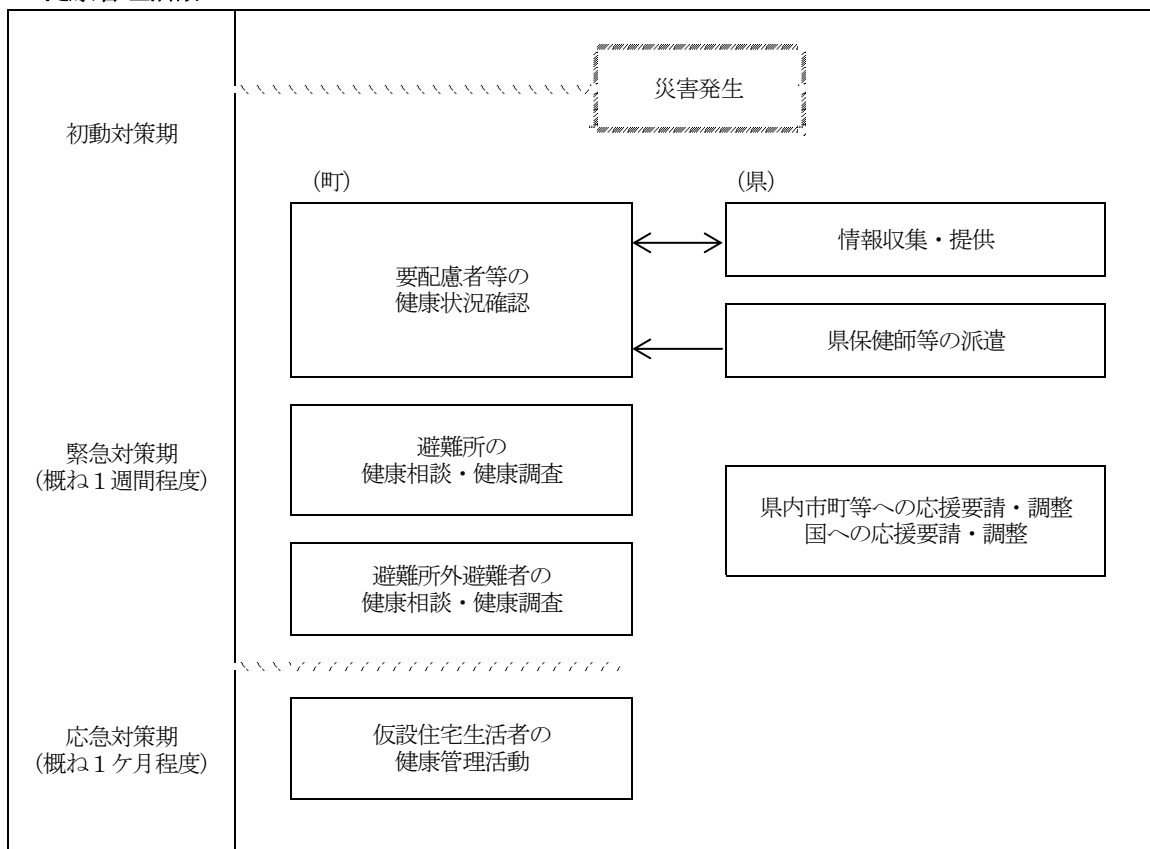 災害発生
初動対策期
（町）
（県）
要配慮者等の
健康状況確認
情報収集・提供
県保健師等の派遣
緊急対策期
（概ね１週間程度）
避難所の
健康相談・健康調査
県内市町等への応援要請・調整
国への応援要請・調整
避難所外避難者の
健康相談・健康調査
応急対策期
（概ね１ケ月程度）
仮設住宅生活者の
健康管理活動